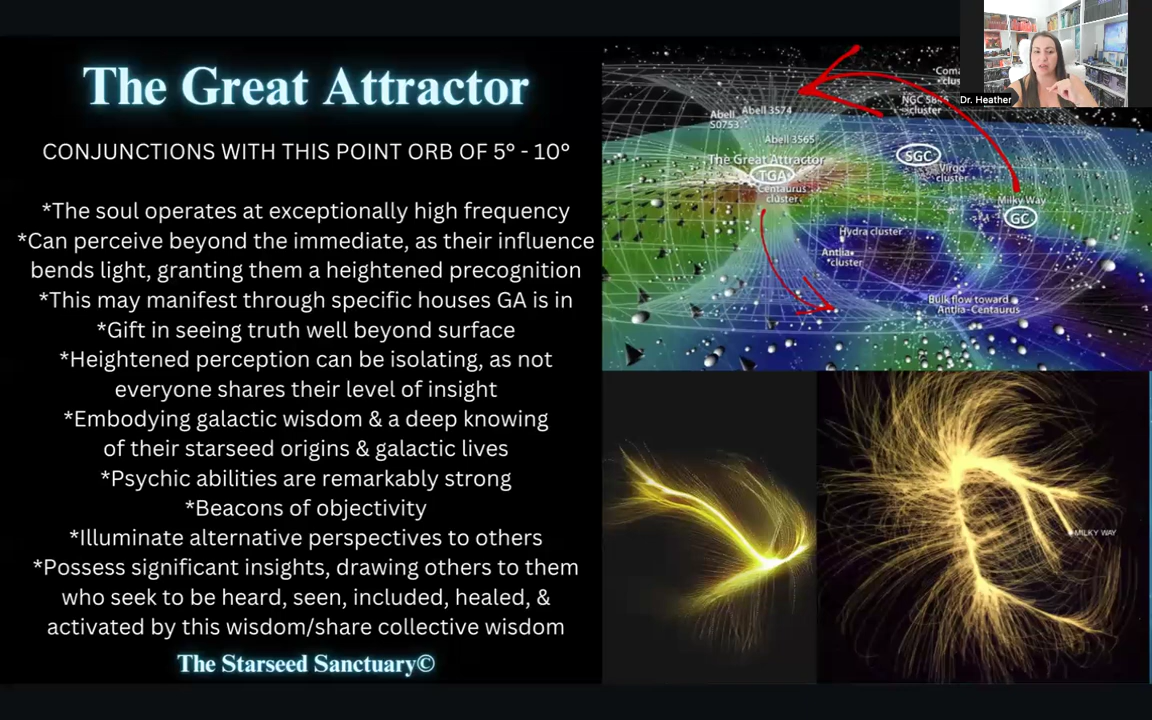 The Great Attractor
CONJUNCTIONS WITH THIS POINT ORB OF 5° - 10°
*The soul operates at exceptionally high frequency
*Can perceive beyond the immediate, as their influence
bends light, granting them a heightened precognition
*This may manifest through specific houses GA is in
*Gift in seeing truth well beyond surface
*Heightened perception can be isolating, as not
everyone shares their level of insight
*Embodying galactic wisdom & a deep knowing
of their starseed origins & galactic lives
*Psychic abilities are remarkably strong
*Beacons of objectivity
*Illuminate alternative perspectives to others
*Possess significant insights, drawing others to them
who seek to be heard, seen, included, healed, &
activated by this wisdom/share collective wisdom
The Starseed Sanctuary©
Abell
S0753
Abell 3574
Abell 3565
The Great Attractor
TGA
Centaurus
cluster
NGC
cluster
SGC
Virgo
cluster
Milky Way
GC
Hydra cluster
Antlia
cluster
Bulk flow toward
Antlia-Centaurus
Dr. Heather
MILKY WAY